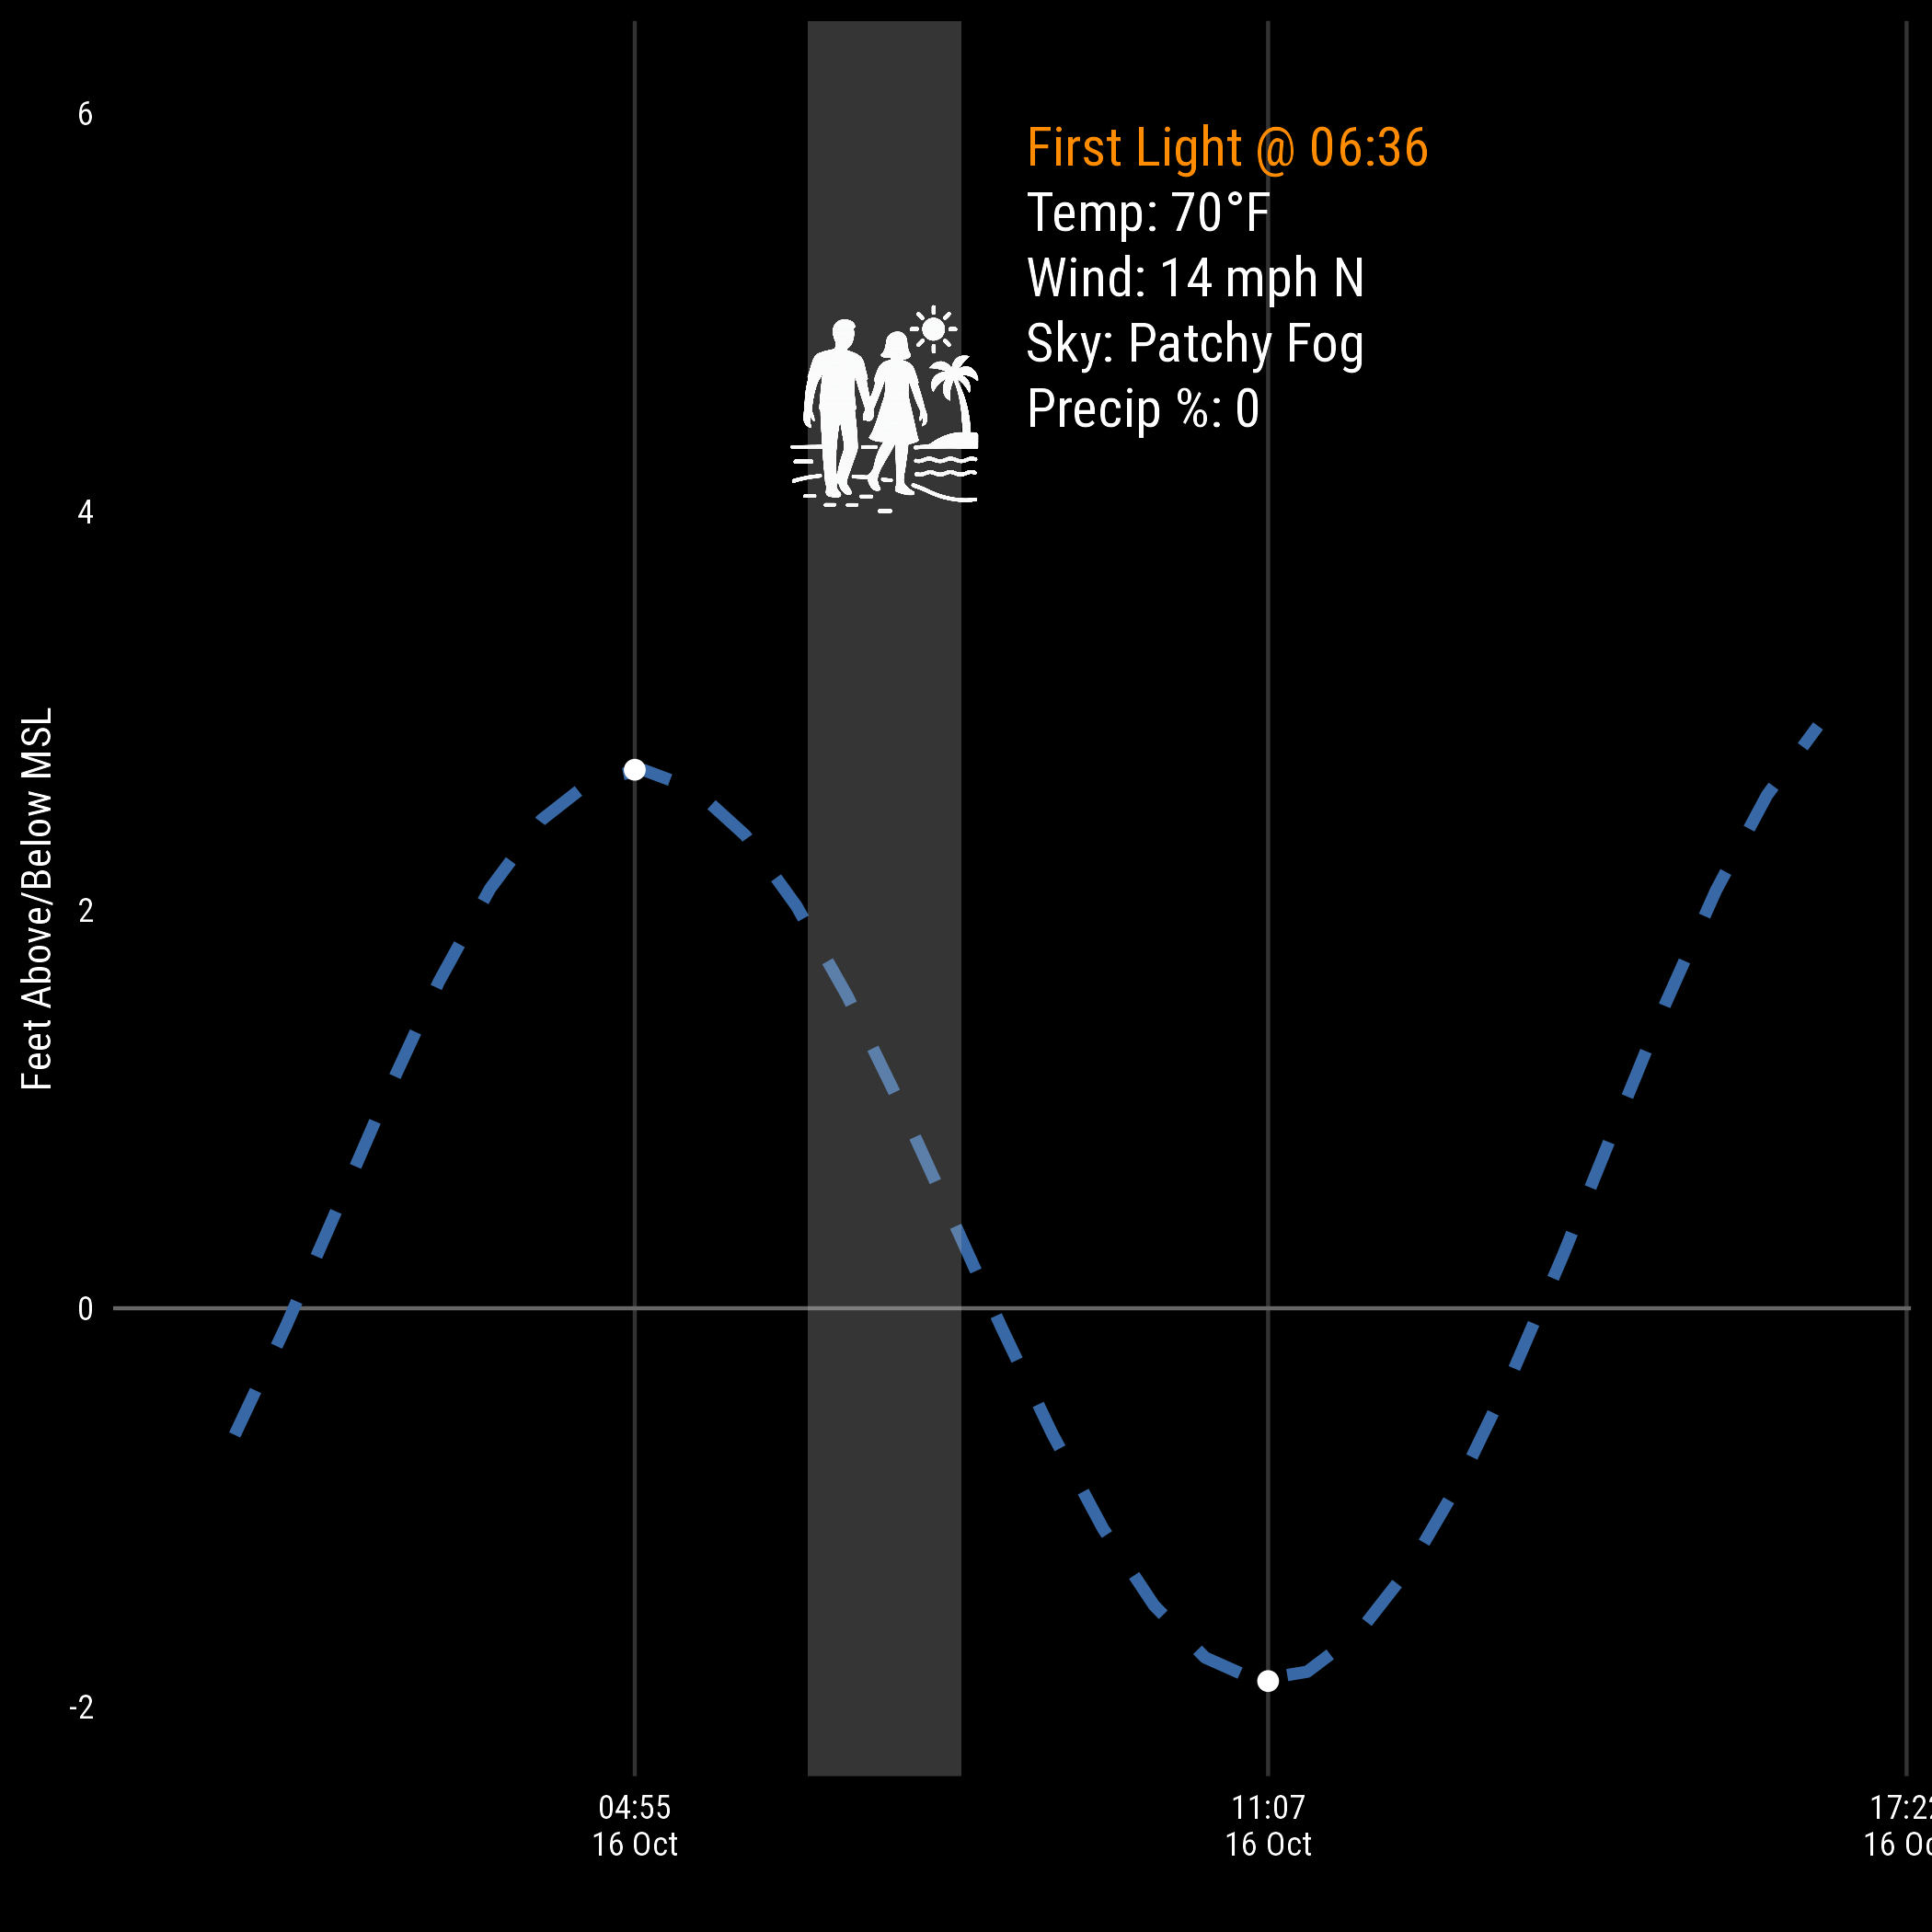 First Light @ 06:36
Temp: 70°F
Wind: 14 mph N
Sky: Patchy Fog
Precip %: 0
Feet Above/Below MSL
6
4
2
0
-2
04:55
16 Oct
11:07
16 Oct
16